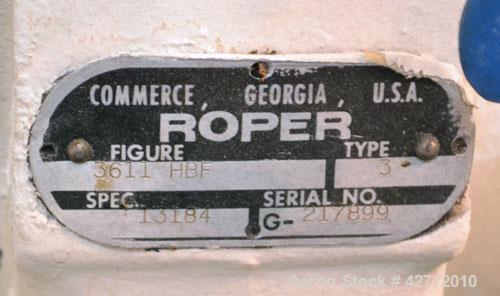 COMMERCE, GEORGIA, U.S.A.
ROPER
FIGURE TYPE
3611 HBF 3
SPEC. SERIAL NO.
13184 G- 217899
Aaron Stock # 42772010